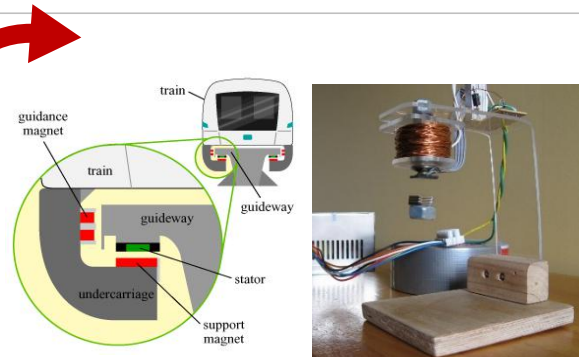 train
guidance
magnet
train
guideway
guideway
stator
undercarriage
support
magnet